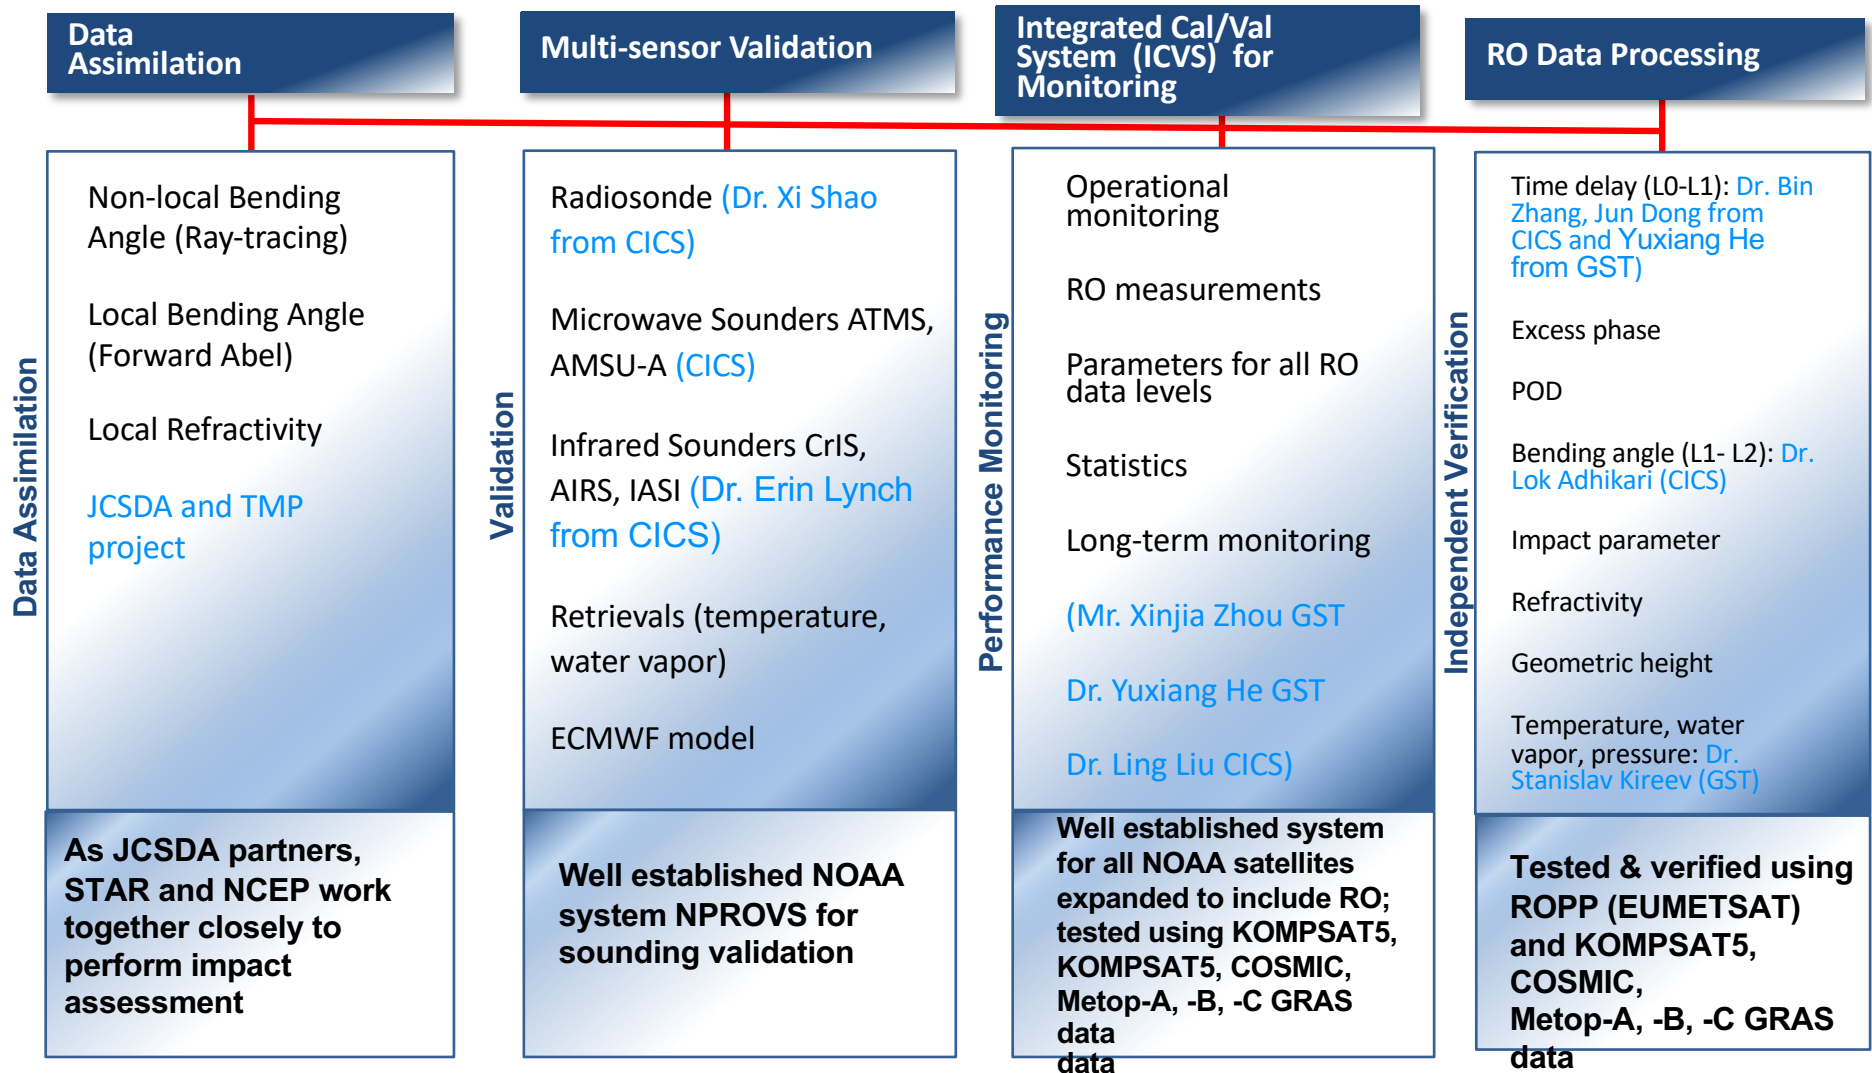 Data
Assimilation
Multi-sensor Validation
Integrated Cal/Val
System (ICVS) for
Monitoring
RO Data Processing
Data Assimilation
Non-local Bending
Angle (Ray-tracing)
Local Bending Angle
(Forward Abel)
Local Refractivity
JCSDA and TMP
project
As JCSDA partners,
STAR and NCEP work
together closely to
perform impact
assessment
Validation
Radiosonde (Dr. Xi Shao
from CICS)
Microwave Sounders ATMS,
AMSU-A (CICS)
Infrared Sounders CrIS,
AIRS, IASI (Dr. Erin Lynch
from CICS)
Retrievals (temperature,
water vapor)
ECMWF model
Well established NOAA
system NPROVS for
sounding validation
Performance Monitoring
Operational
monitoring
RO measurements
Parameters for all RO
data levels
Statistics
Long-term monitoring
(Mr. Xinjia Zhou GST
Dr. Yuxiang He GST
Dr. Ling Liu CICS)
Well established system
for all NOAA satellites
expanded to include RO;
tested using KOMPSAT5,
KOMPSAT5, COSMIC,
Metop-A, -B, -C GRAS
data
data
Independent Verification
Time delay (L0-L1): Dr. Bin
Zhang, Jun Dong from
CICS and Yuxiang He
from GST)
Excess phase
POD
Bending angle (L1- L2): Dr.
Lok Adhikari (CICS)
Impact parameter
Refractivity
Geometric height
Temperature, water
vapor, pressure: Dr.
Stanislav Kireev (GST)
Tested & verified using
ROPP (EUMETSAT)
and KOMPSAT5,
COSMIC,
Metop-A, -B, -C GRAS
data